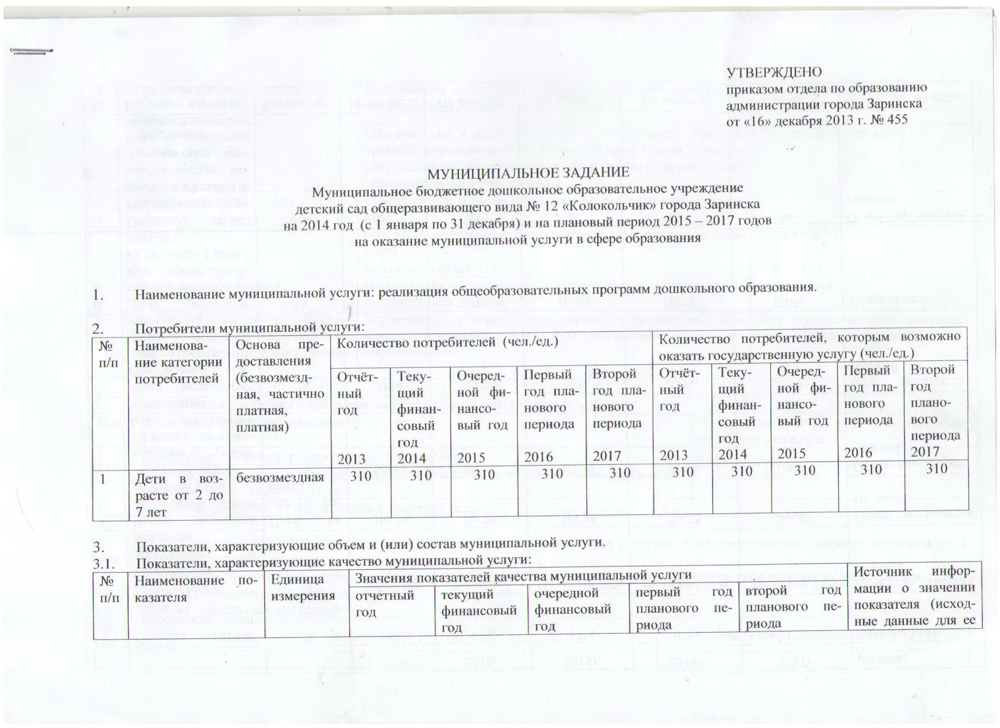 УТВЕРЖДЕНО
приказом отдела по образованию
администрации города Заринска
от «16» декабря 2013 г. № 455
МУНИЦИПАЛЬНОЕ ЗАДАНИЕ
Муниципальное бюджетное дошкольное образовательное учреждение
детский сад общеразвивающего вида № 12 «Колокольчик» города Заринска
на 2014 год (с 1 января по 31 декабря) и на плановый период 2015 – 2017 годов
на оказание муниципальной услуги в сфере образования
1. Наименование муниципальной услуги: реализация общеобразовательных программ дошкольного образования.
2. Потребители муниципальной услуги:
№
п/п
Наименова-
ние категории
потребителей
Основа пре-
доставления
(безвозмезд-
ная, частично
платная,
платная)
Количество потребителей (чел./ед.)
Количество потребителей, которым возможно
оказать государственную услугу (чел./ед.)
Отчёт-
ный
год
2013
Теку-
щий
финан-
совый
год
2014
Очеред-
ной фи-
нансо-
вый год
2015
Первый
год пла-
нового
периода
2016
Второй
год пла-
нового
периода
2017
Отчёт-
ный
год
2013
Теку-
щий
финан-
совый
год
2014
Очеред-
ной фи-
нансо-
вый год
2015
Первый
год пла-
нового
периода
2016
Второй
год
плано-
вого
периода
2017
1
Дети в воз-
расте от 2 до
7 лет
безвозмездная
310 310 310 310 310 310 310 310 310 310
3. Показатели, характеризующие объем и (или) состав муниципальной услуги.
3.1. Показатели, характеризующие качество муниципальной услуги:
№
п/п
Наименование по-
казателя
Единица
измерения
Значения показателей качества муниципальной услуги
отчетный
год
текущий
финансовый
год
очередной
финансовый
год
первый год
планового пе-
риода
второй год
планового пе-
риода
Источник инфор-
мации о значении
показателя (исход-
ные данные для ее